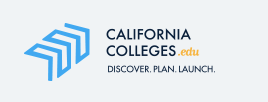 CALIFORNIA
COLLEGES.edu
DISCOVER. PLAN. LAUNCH.